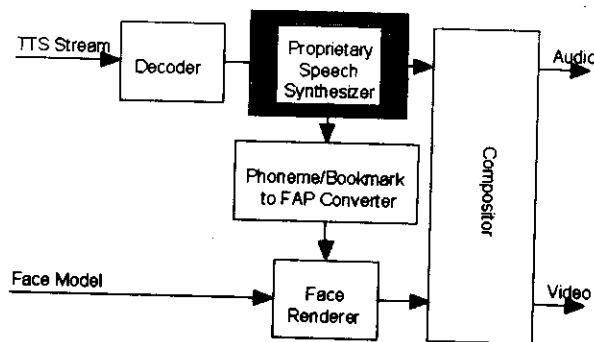 TTS Stream
Decoder
Proprietary
Speech
Synthesizer
Audio
Phoneme/Bookmark
to FAP Converter
Compositor
Face Model
Face
Renderer
Video